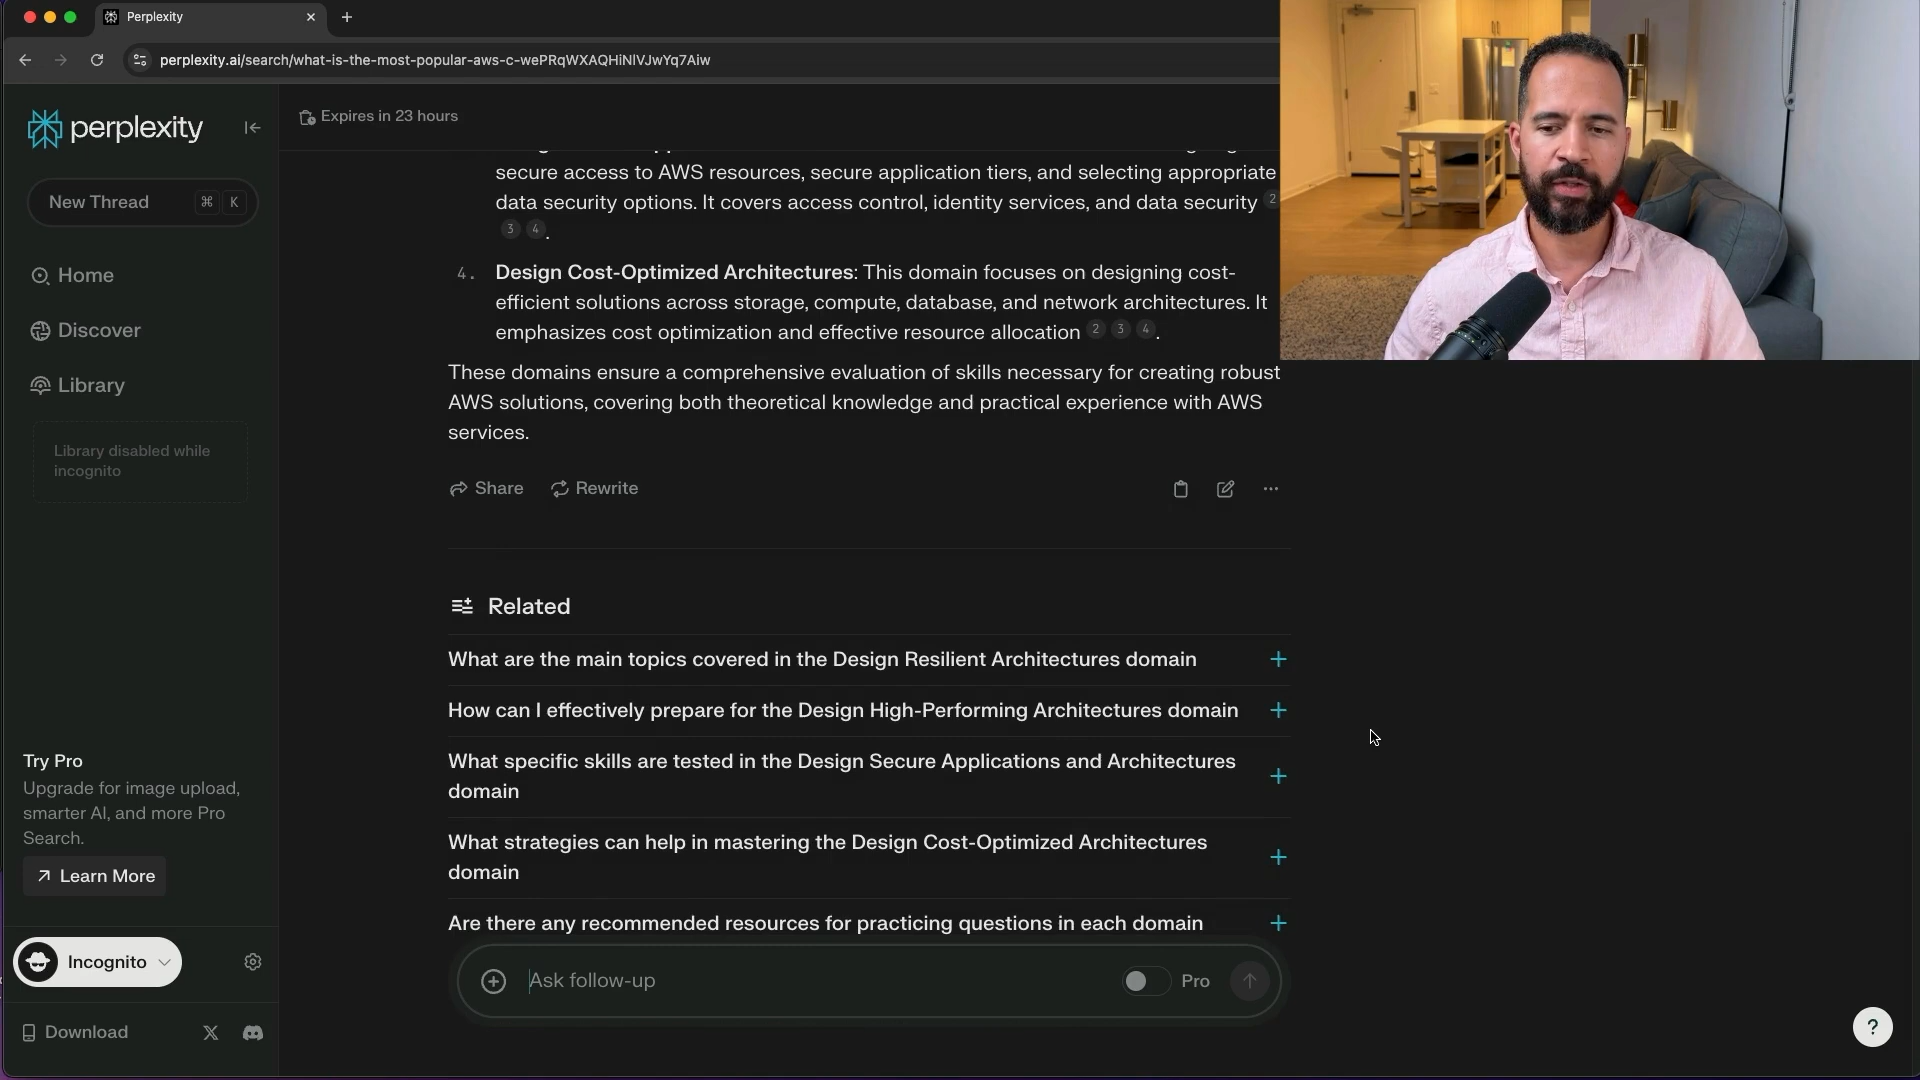 Perplexity
perplexity.ai/search/what-is-the-most-popular-aws-c-wePRqWXAQHiNlVJwYq7Aiw
perplexity
New Thread ⌘ K
Home
Discover
Library
Library disabled while
incognito
Try Pro
Upgrade for image upload,
smarter AI, and more Pro
Search.
Learn More
Incognito
Download
Expires in 23 hours
secure access to AWS resources, secure application tiers, and selecting appropriate
data security options. It covers access control, identity services, and data security 2
3 4 .
4. Design Cost-Optimized Architectures: This domain focuses on designing cost-
efficient solutions across storage, compute, database, and network architectures. It
emphasizes cost optimization and effective resource allocation 2 3 4 .
These domains ensure a comprehensive evaluation of skills necessary for creating robust
AWS solutions, covering both theoretical knowledge and practical experience with AWS
services.
Share Rewrite
Related
What are the main topics covered in the Design Resilient Architectures domain
How can I effectively prepare for the Design High-Performing Architectures domain
What specific skills are tested in the Design Secure Applications and Architectures
domain
What strategies can help in mastering the Design Cost-Optimized Architectures
domain
Are there any recommended resources for practicing questions in each domain
Ask follow-up Pro
?